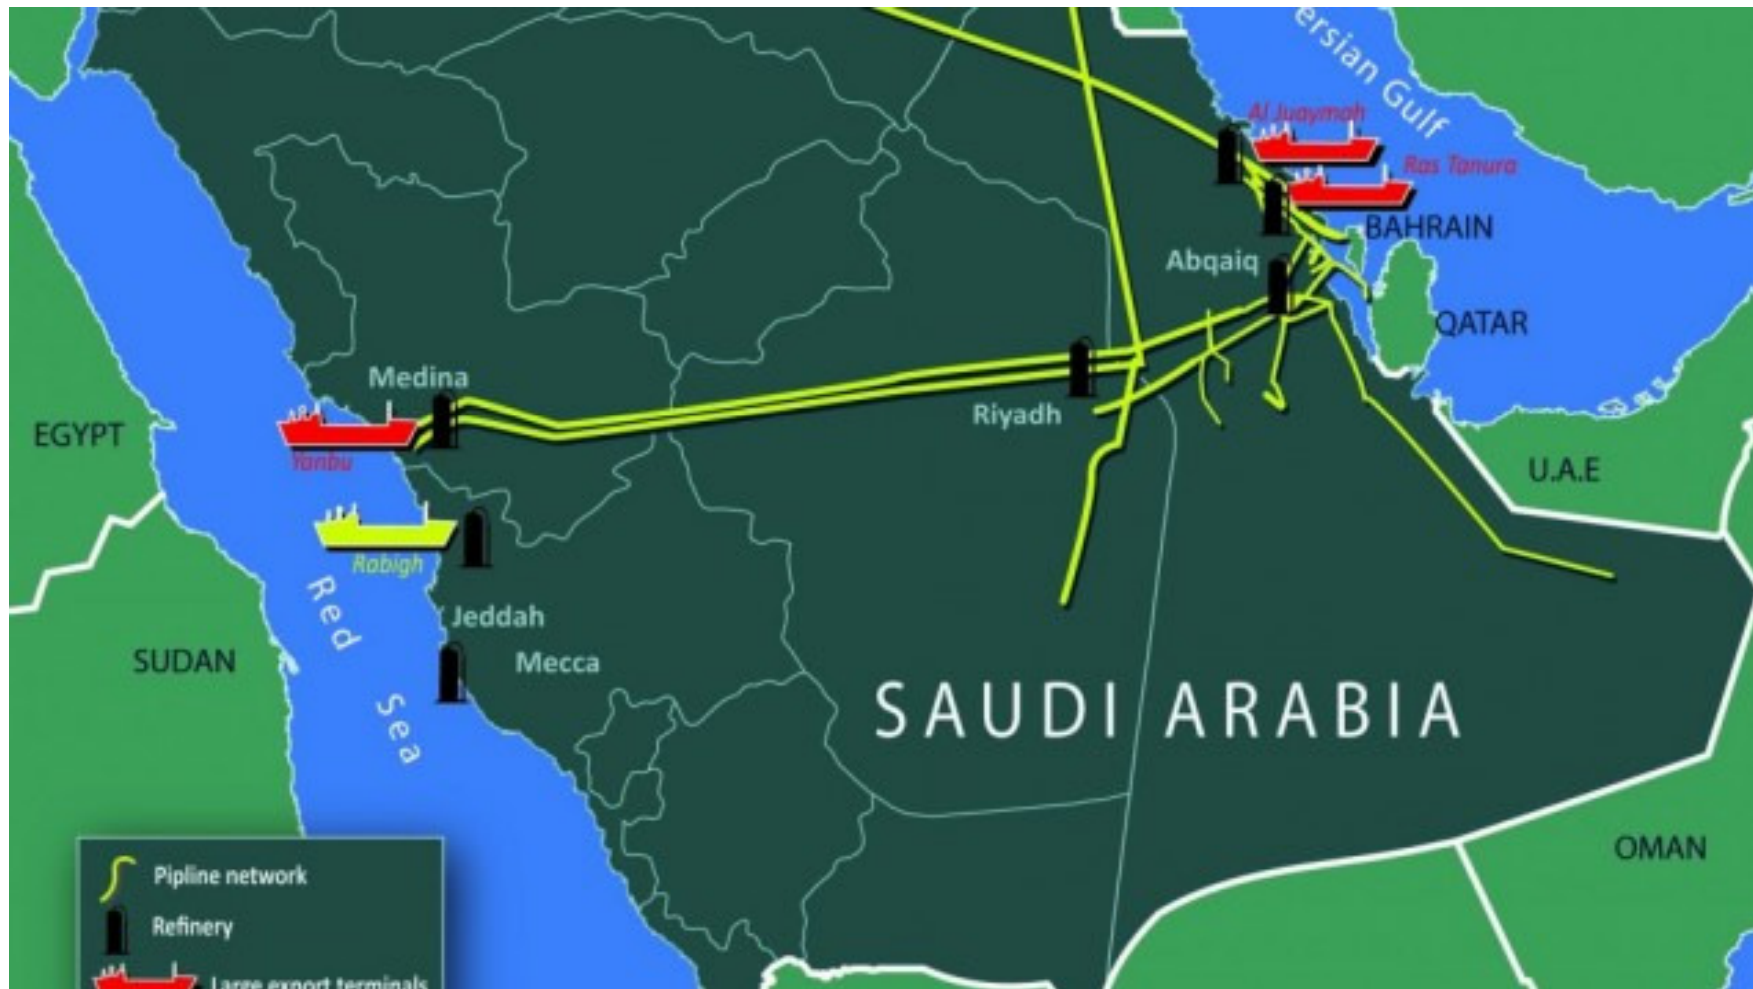 ersian Gulf
Al Juaymah
Ras Tanura
BAHRAIN
Abqaiq
QATAR
Medina
Riyadh
EGYPT
Yanbu
U.A.E
Rabigh
Red Sea
Jeddah
SUDAN
Mecca
SAUDI ARABIA
OMAN
Pipline network
Refinery
Large export terminals